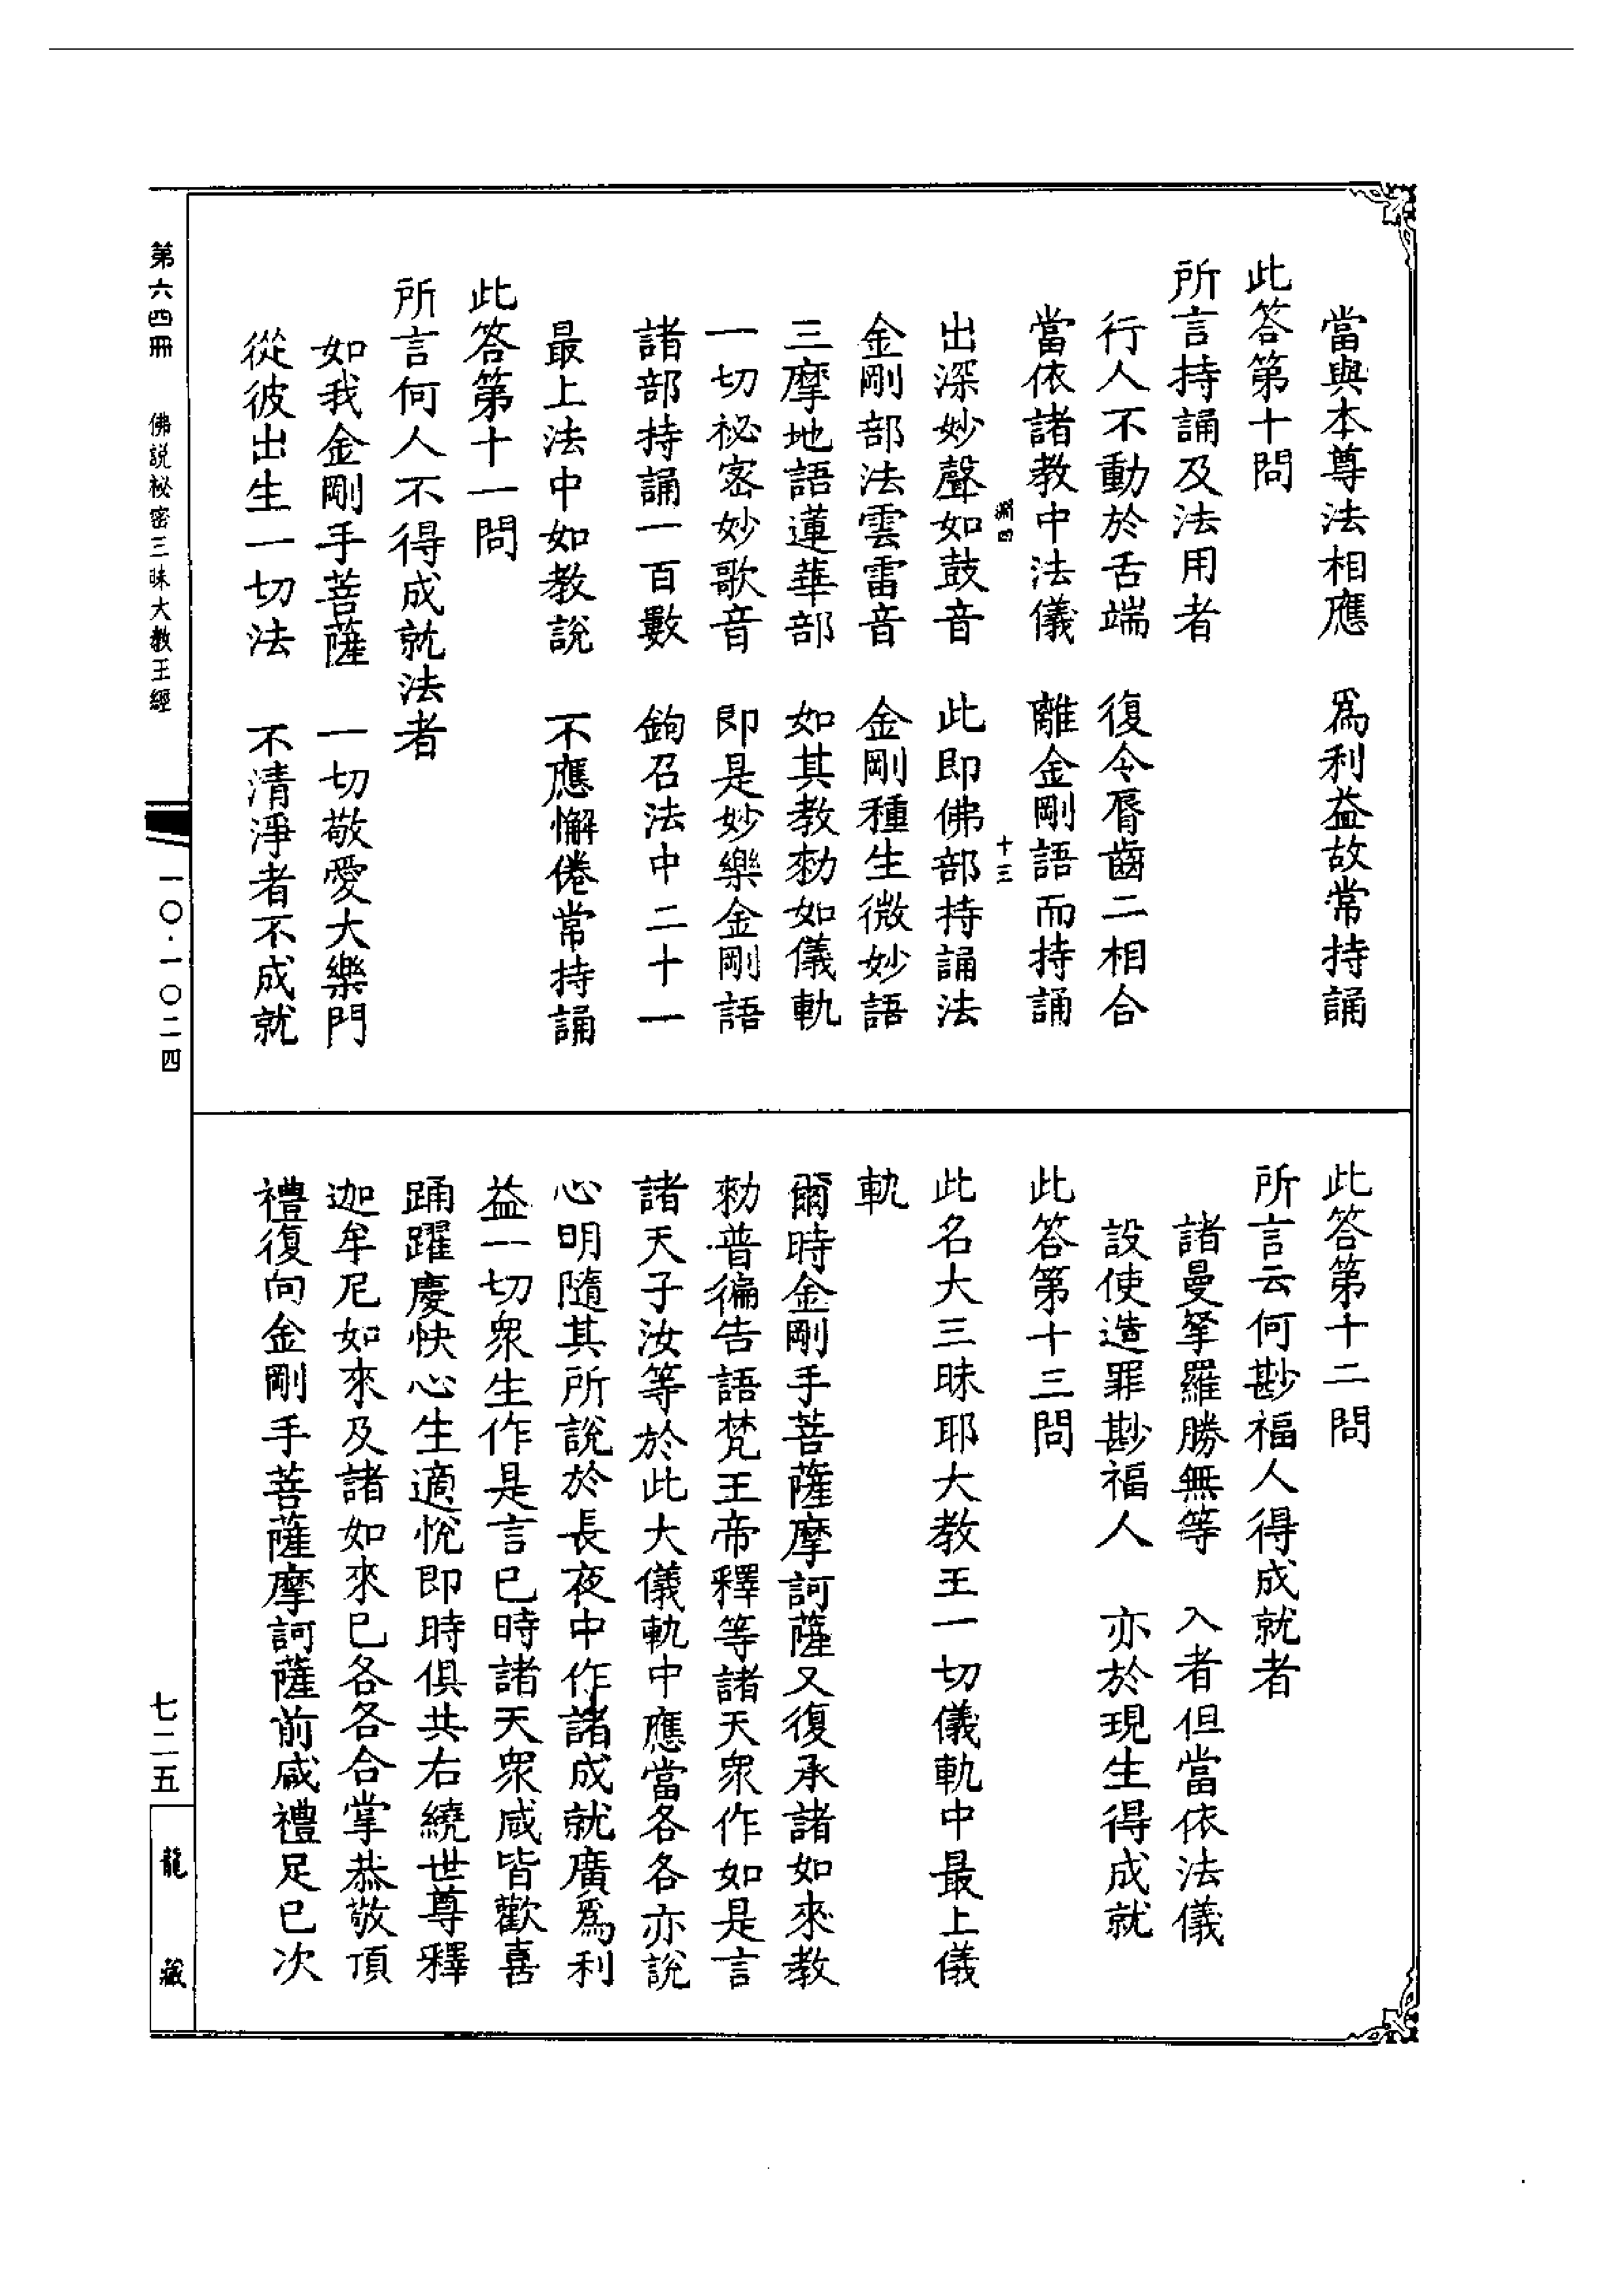 當與本尊法相應　為利益故常持誦
此答第十問
所言持誦及法用者
行人不動於舌端　復令脣齒二相合
當依諸教中法儀　離金剛語而持誦
淵四　十三
出深妙聲如鼓音　此即佛部持誦法
金剛部法雲雷音　金剛種生微妙語
三摩地語蓮華部　如其教勑如儀軌
一切祕密妙歌音　即是妙樂金剛語
諸部持誦一百數　鉤召法中二十一
最上法中如教說　不應懈倦常持誦
此答第十一問
所言何人不得成就法者
如我金剛手菩薩　一切敬愛大樂門
從彼出生一切法　不清淨者不成就
此答第十二問
所言云何尠福人得成就者
諸曼拏羅勝無等　入者但當依法儀
設使造罪尠福人　亦於現生得成就
此答第十三問
此名大三昧耶大教王一切儀軌中最上儀
軌
爾時金剛手菩薩摩訶薩又復承諸如來教
勑普徧告語梵王帝釋等諸天眾作如是言
諸天子汝等於此大儀軌中應當各各亦說
心明隨其所說於長夜中作諸成就廣為利
益一切眾生作是言已時諸天眾咸皆歡喜
踊躍慶快心生適悅即時俱共右繞世尊釋
迦牟尼如來及諸如來已各各合掌恭敬頂
禮復向金剛手菩薩摩訶薩前咸禮足已次
第六四冊　佛說祕密三昧大教王經　一〇·一〇二四
七二五
龍藏